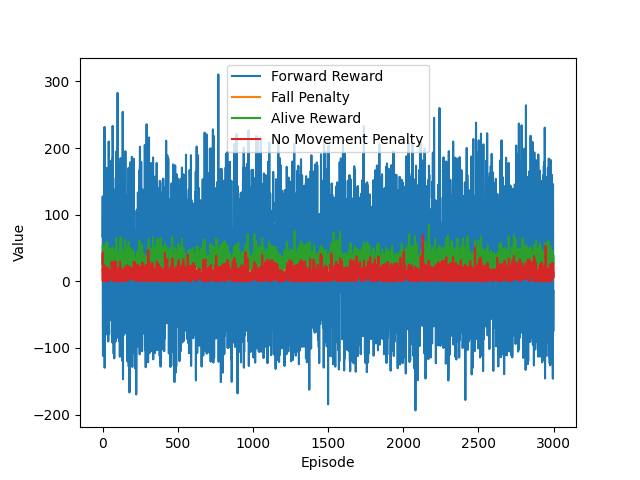 Forward Reward
Fall Penalty
Alive Reward
No Movement Penalty
300
200
100
0
−100
−200
Value
0 500 1000 1500 2000 2500 3000
Episode